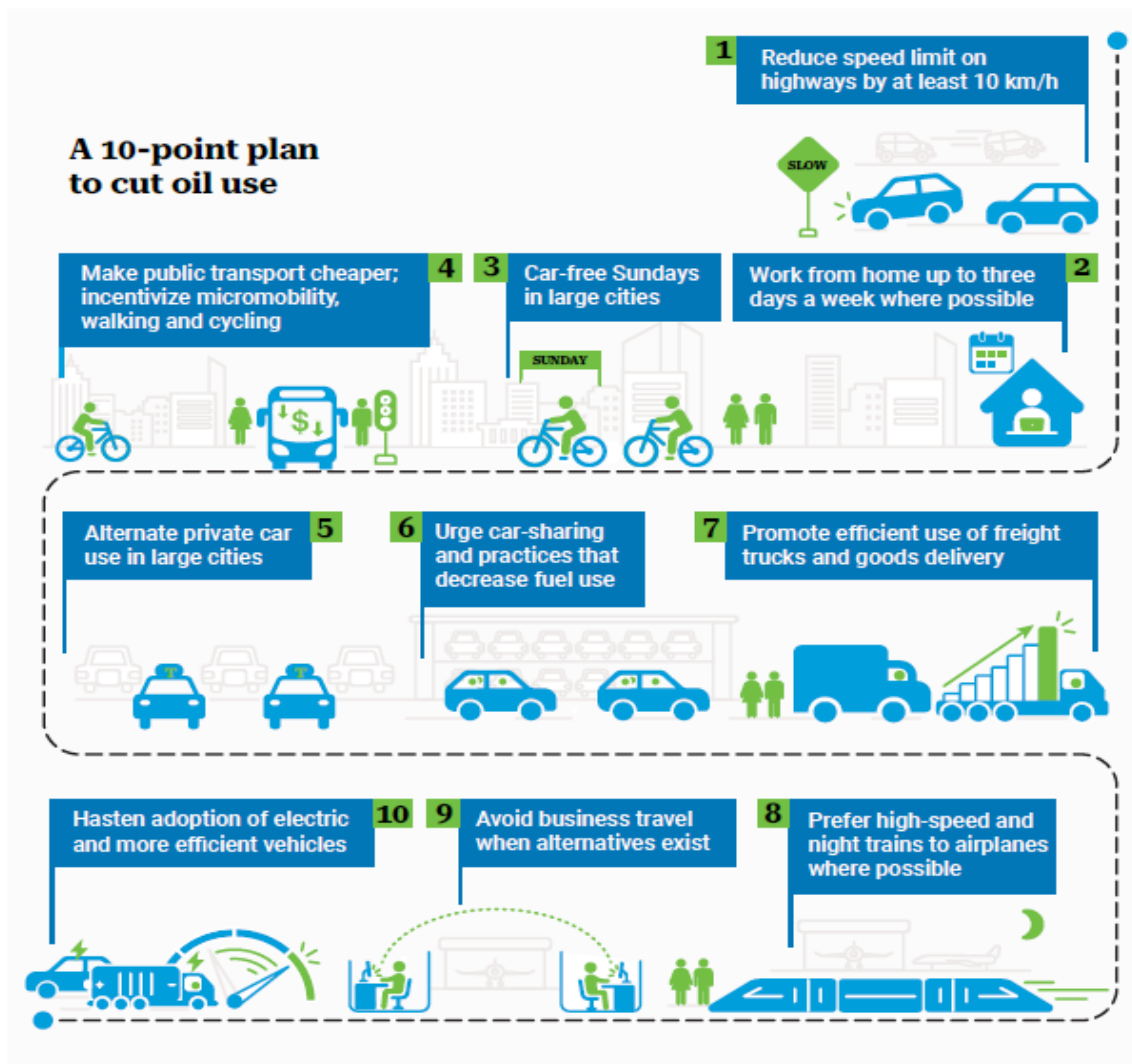 A 10-point plan
to cut oil use
1
Reduce speed limit on
highways by at least 10 km/h
SLOW
2
Work from home up to three
days a week where possible
3
Car-free Sundays
in large cities
SUNDAY
4
Make public transport cheaper;
incentivize micromobility,
walking and cycling
$
5
Alternate private car
use in large cities
T
T
6
Urge car-sharing
and practices that
decrease fuel use
7
Promote efficient use of freight
trucks and goods delivery
8
Prefer high-speed and
night trains to airplanes
where possible
9
Avoid business travel
when alternatives exist
10
Hasten adoption of electric
and more efficient vehicles